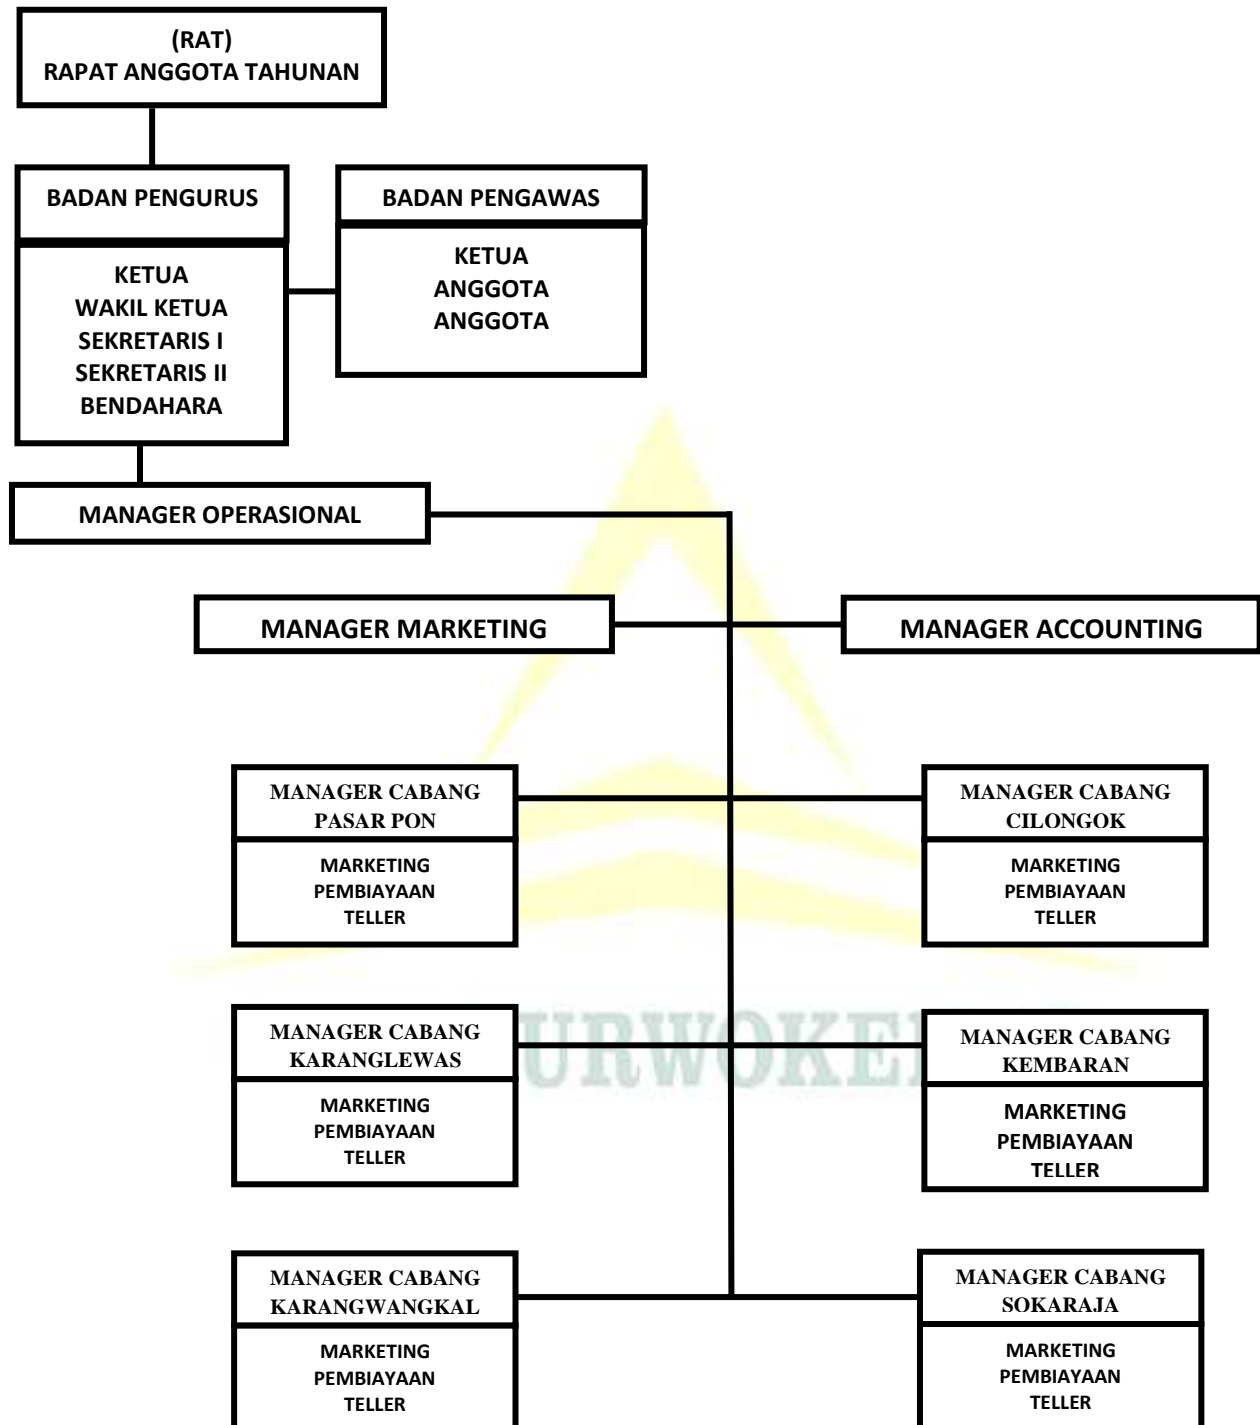 (RAT)
RAPAT ANGGOTA TAHUNAN
BADAN PENGURUS
KETUA
WAKIL KETUA
SEKRETARIS I
SEKRETARIS II
BENDAHARA
BADAN PENGAWAS
KETUA
ANGGOTA
ANGGOTA
MANAGER OPERASIONAL
MANAGER MARKETING
MANAGER ACCOUNTING
MANAGER CABANG
PASAR PON
MARKETING
PEMBIAYAAN
TELLER
MANAGER CABANG
CILONGOK
MARKETING
PEMBIAYAAN
TELLER
MANAGER CABANG
KARANGLEWAS
MARKETING
PEMBIAYAAN
TELLER
MANAGER CABANG
KEMBARAN
MARKETING
PEMBIAYAAN
TELLER
MANAGER CABANG
KARANGWANGKAL
MARKETING
PEMBIAYAAN
TELLER
MANAGER CABANG
SOKARAJA
MARKETING
PEMBIAYAAN
TELLER